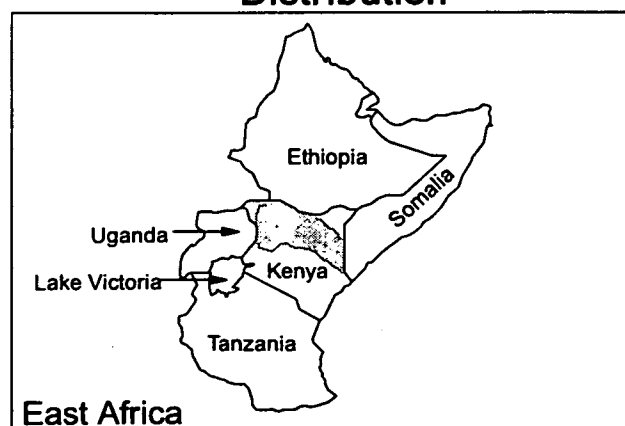 Distribution
Ethiopia
Somalia
Uganda
Kenya
Lake Victoria
Tanzania
East Africa